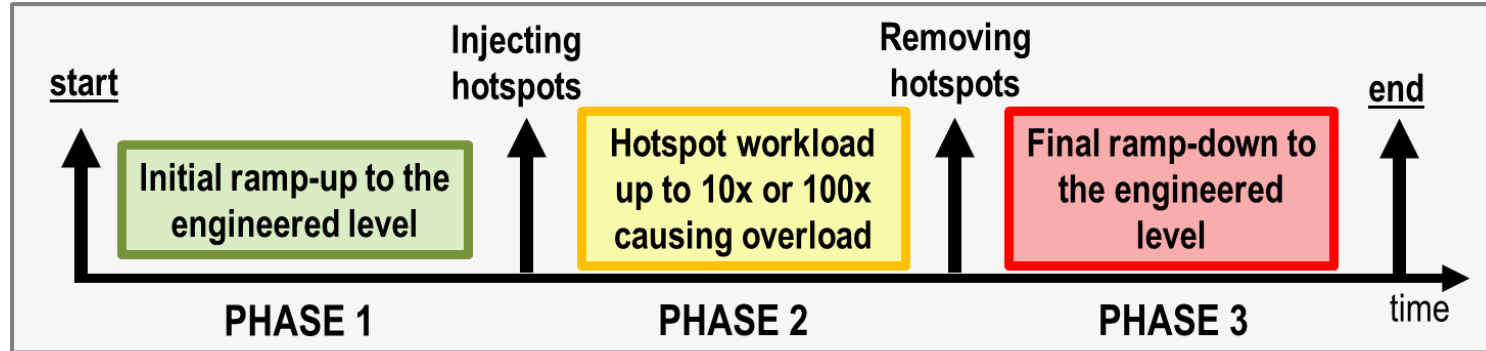 start
Injecting
hotspots
Removing
hotspots
end
Initial ramp-up to the
engineered level
Hotspot workload
up to 10x or 100x
causing overload
Final ramp-down to
the engineered
level
PHASE 1
PHASE 2
PHASE 3
time